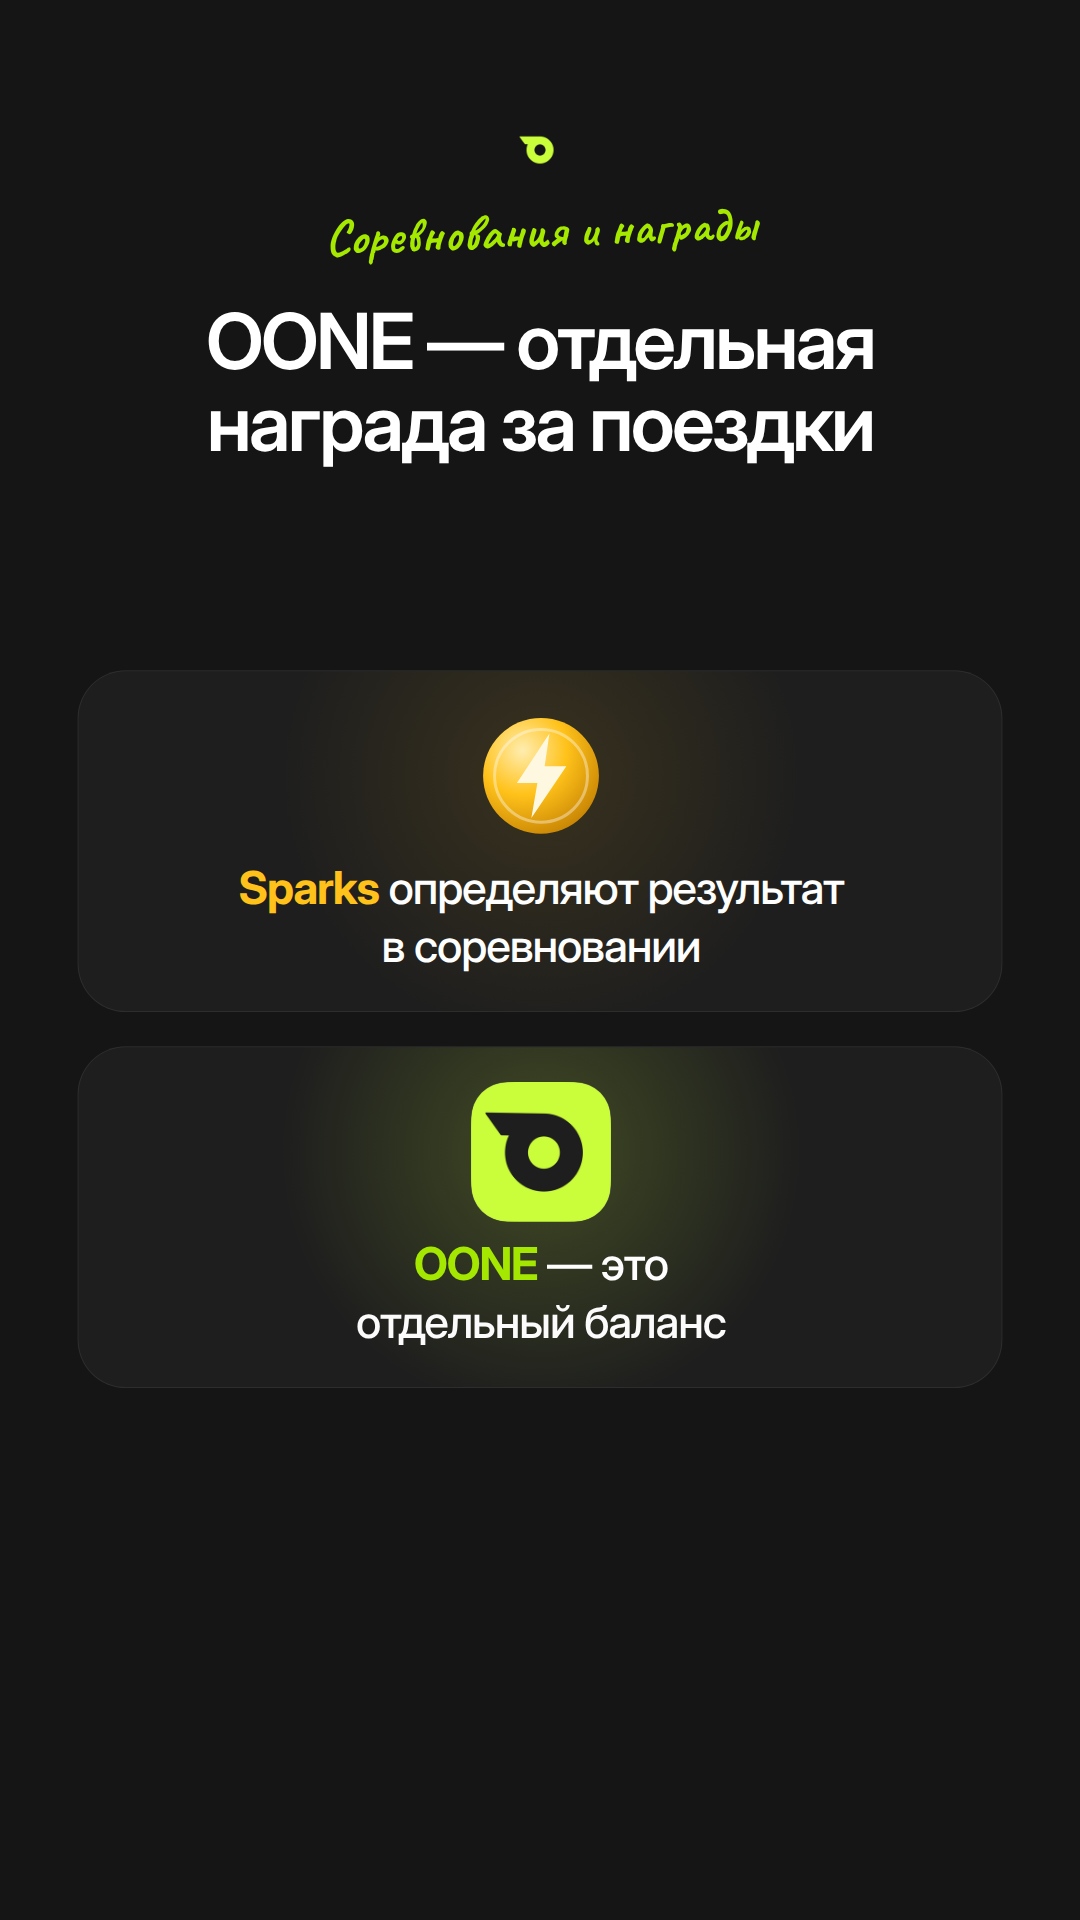 Соревнования и награды
OONE — отдельная
награда за поездки
Sparks определяют результат
в соревновании
OONE — это
отдельный баланс